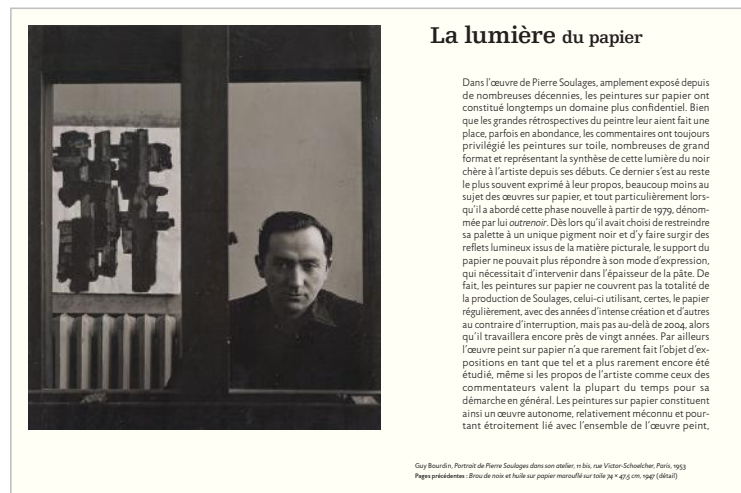 La lumière du papier
Dans l’œuvre de Pierre Soulages, amplement exposé depuis
de nombreuses décennies, les peintures sur papier ont
constitué longtemps un domaine plus confidentiel. Bien
que les grandes rétrospectives du peintre leur aient fait une
place, parfois en abondance, les commentaires ont toujours
privilégié les peintures sur toile, nombreuses de grand
format et représentant la synthèse de cette lumière du noir
chère à l’artiste depuis ses débuts. Ce dernier s’est au reste
le plus souvent exprimé à leur propos, beaucoup moins au
sujet des œuvres sur papier, et tout particulièrement lors-
qu’il a abordé cette phase nouvelle à partir de 1979, dénom-
mée par lui outrenoir. Dès lors qu’il avait choisi de restreindre
sa palette à un unique pigment noir et d’y faire surgir des
reflets lumineux issus de la matière picturale, le support du
papier ne pouvait plus répondre à son mode d’expression,
qui nécessitait d’intervenir dans l’épaisseur de la pâte. De
fait, les peintures sur papier ne couvrent pas la totalité de
la production de Soulages, celui-ci utilisant, certes, le papier
régulièrement, avec des années d’intense création et d’autres
au contraire d’interruption, mais pas au-delà de 2004, alors
qu’il travaillera encore près de vingt années. Par ailleurs
l’œuvre peint sur papier n’a que rarement fait l’objet d’ex-
positions en tant que tel et a plus rarement encore été
étudié, même si les propos de l’artiste comme ceux des
commentateurs valent la plupart du temps pour sa
démarche en général. Les peintures sur papier constituent
ainsi un œuvre autonome, relativement méconnu et pour-
tant étroitement lié avec l’ensemble de l’œuvre peint,
Guy Bourdin, Portrait de Pierre Soulages dans son atelier, 11 bis, rue Victor-Schoelcher, Paris, 1953
Pages précédentes : Brou de noix et huile sur papier marouflé sur toile 74 × 47,5 cm, 1947 (détail)